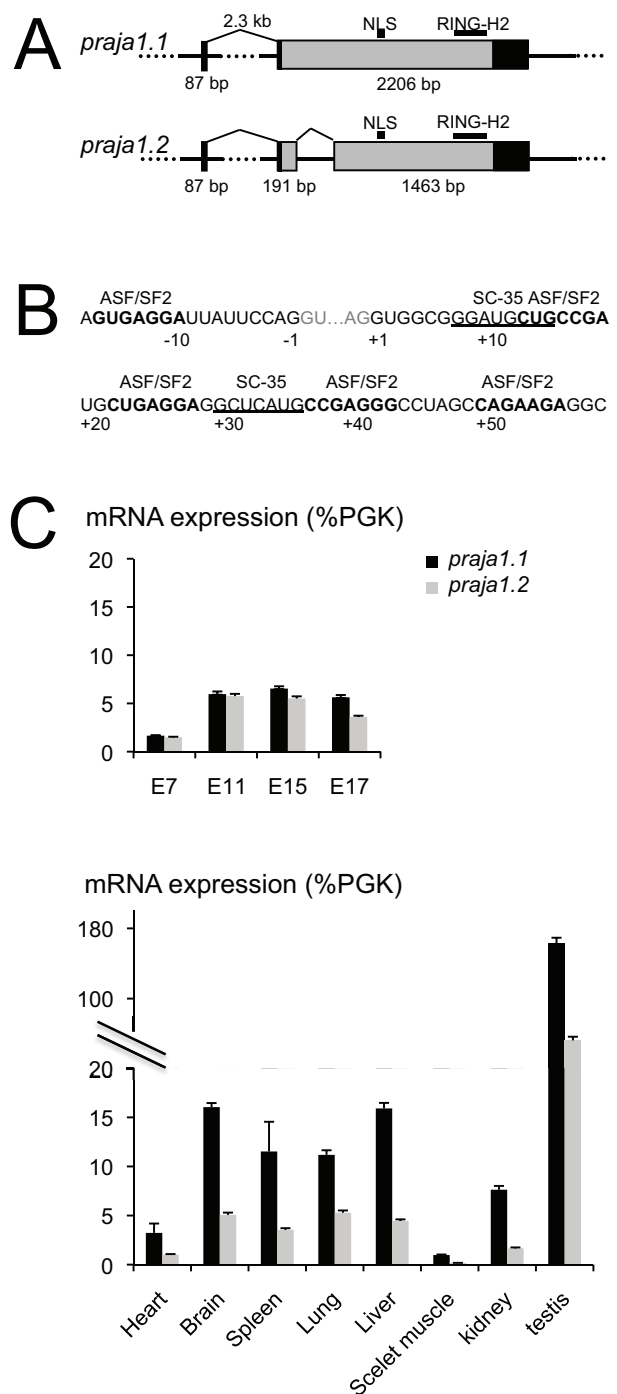 A
praja1.1
2.3 kb
NLS
RING-H2
87 bp
2206 bp
praja1.2
NLS
RING-H2
87 bp
191 bp
1463 bp
B
ASF/SF2
SC-35 ASF/SF2
AGUGAGGAUUAUUCCAGGU...AGGUGGCGGGAUGCUGCCGA
-10
-1
+1
+10
ASF/SF2
SC-35
ASF/SF2
ASF/SF2
UGCUGAGGAGGCUCAUGCCGAGGGCCUAGCCAGAAGAGGC
+20
+30
+40
+50
C
mRNA expression (%PGK)
praja1.1
praja1.2
20
15
10
5
0
E7
E11
E15
E17
mRNA expression (%PGK)
180
100
20
15
10
5
0
Heart
Brain
Spleen
Lung
Liver
Scelet muscle
kidney
testis